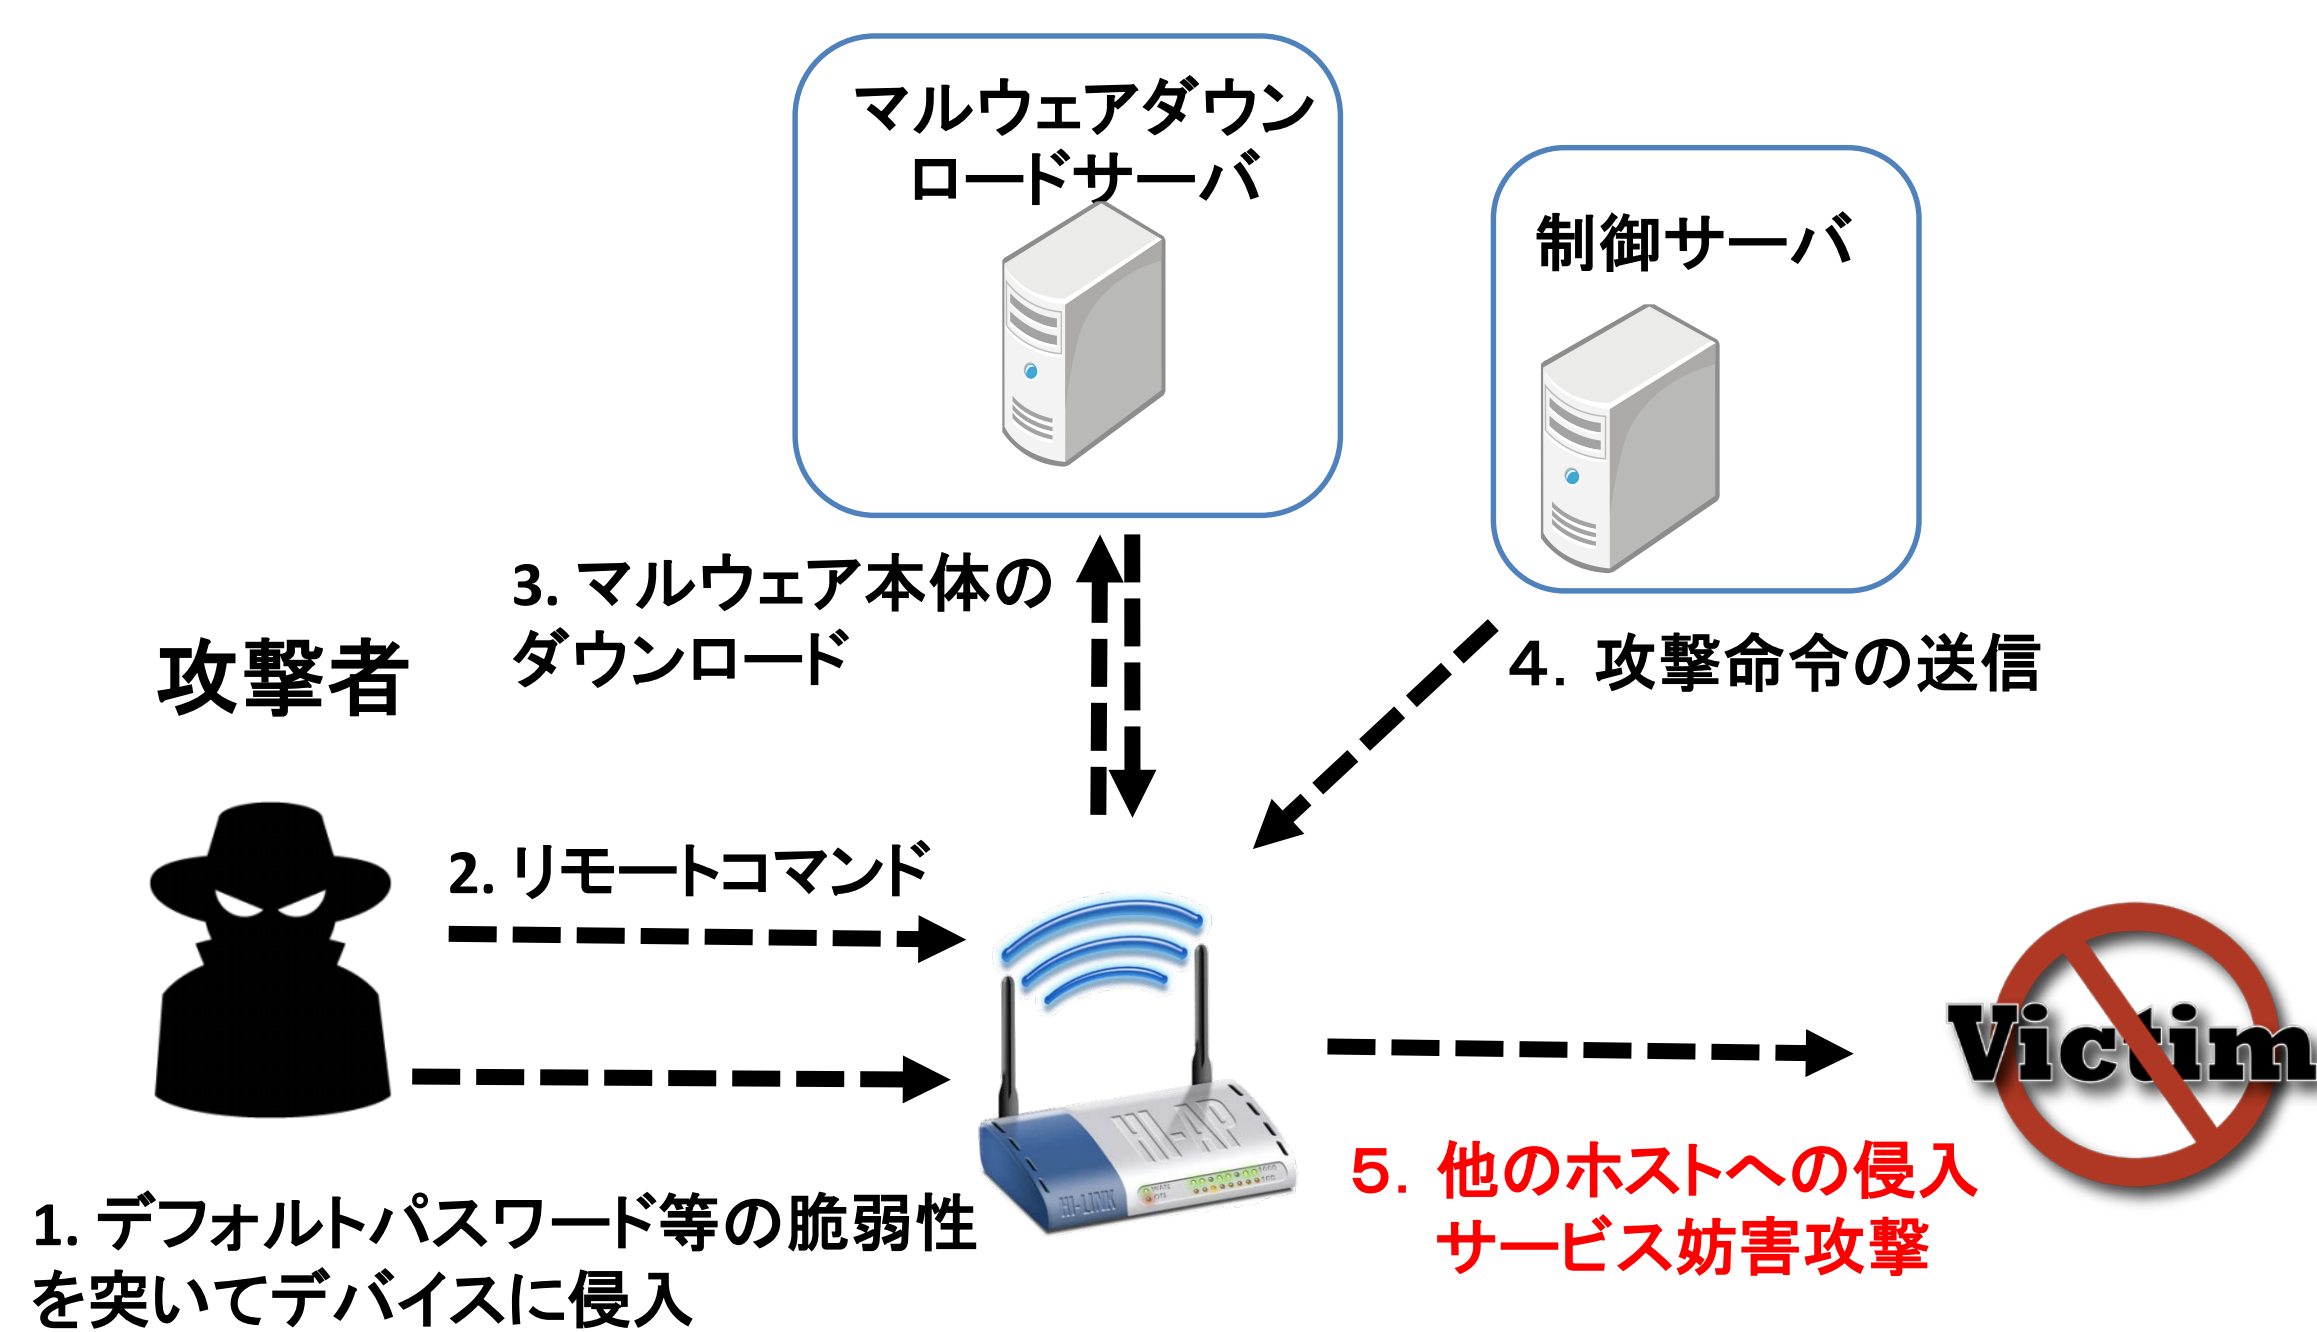 マルウェアダウン
ロードサーバ
制御サーバ
3. マルウェア本体の
ダウンロード
4. 攻撃命令の送信
攻撃者
2. リモートコマンド
HI-AP
HI-LINK
WAN
Victim
1. デフォルトパスワード等の脆弱性
を突いてデバイスに侵入
5. 他のホストへの侵入
サービス妨害攻撃